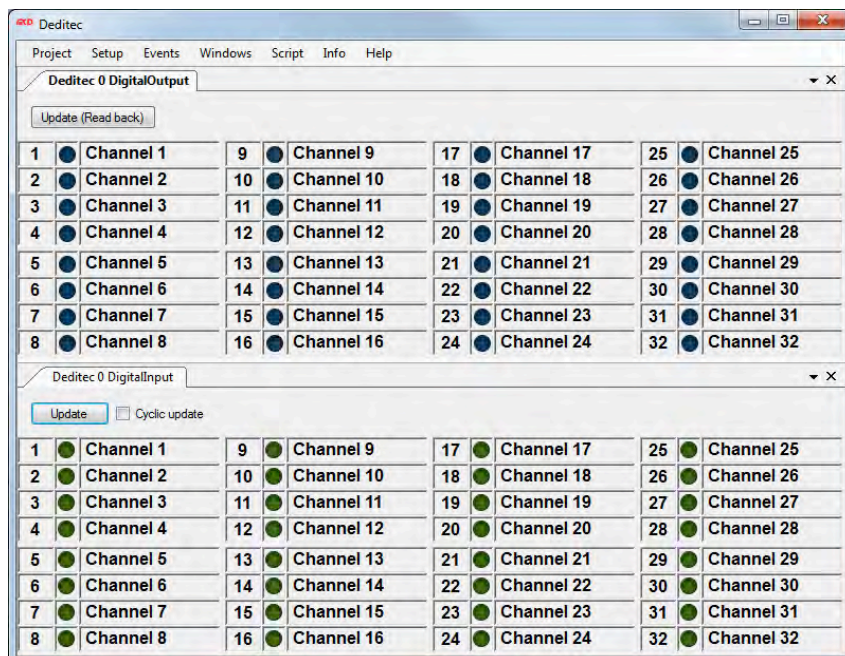 Deditec
Project Setup Events Windows Script Info Help
Deditec 0 DigitalOutput
Update (Read back)
1 Channel 1 9 Channel 9 17 Channel 17 25 Channel 25
2 Channel 2 10 Channel 10 18 Channel 18 26 Channel 26
3 Channel 3 11 Channel 11 19 Channel 19 27 Channel 27
4 Channel 4 12 Channel 12 20 Channel 20 28 Channel 28
5 Channel 5 13 Channel 13 21 Channel 21 29 Channel 29
6 Channel 6 14 Channel 14 22 Channel 22 30 Channel 30
7 Channel 7 15 Channel 15 23 Channel 23 31 Channel 31
8 Channel 8 16 Channel 16 24 Channel 24 32 Channel 32
Deditec 0 DigitalInput
Update Cyclic update
1 Channel 1 9 Channel 9 17 Channel 17 25 Channel 25
2 Channel 2 10 Channel 10 18 Channel 18 26 Channel 26
3 Channel 3 11 Channel 11 19 Channel 19 27 Channel 27
4 Channel 4 12 Channel 12 20 Channel 20 28 Channel 28
5 Channel 5 13 Channel 13 21 Channel 21 29 Channel 29
6 Channel 6 14 Channel 14 22 Channel 22 30 Channel 30
7 Channel 7 15 Channel 15 23 Channel 23 31 Channel 31
8 Channel 8 16 Channel 16 24 Channel 24 32 Channel 32